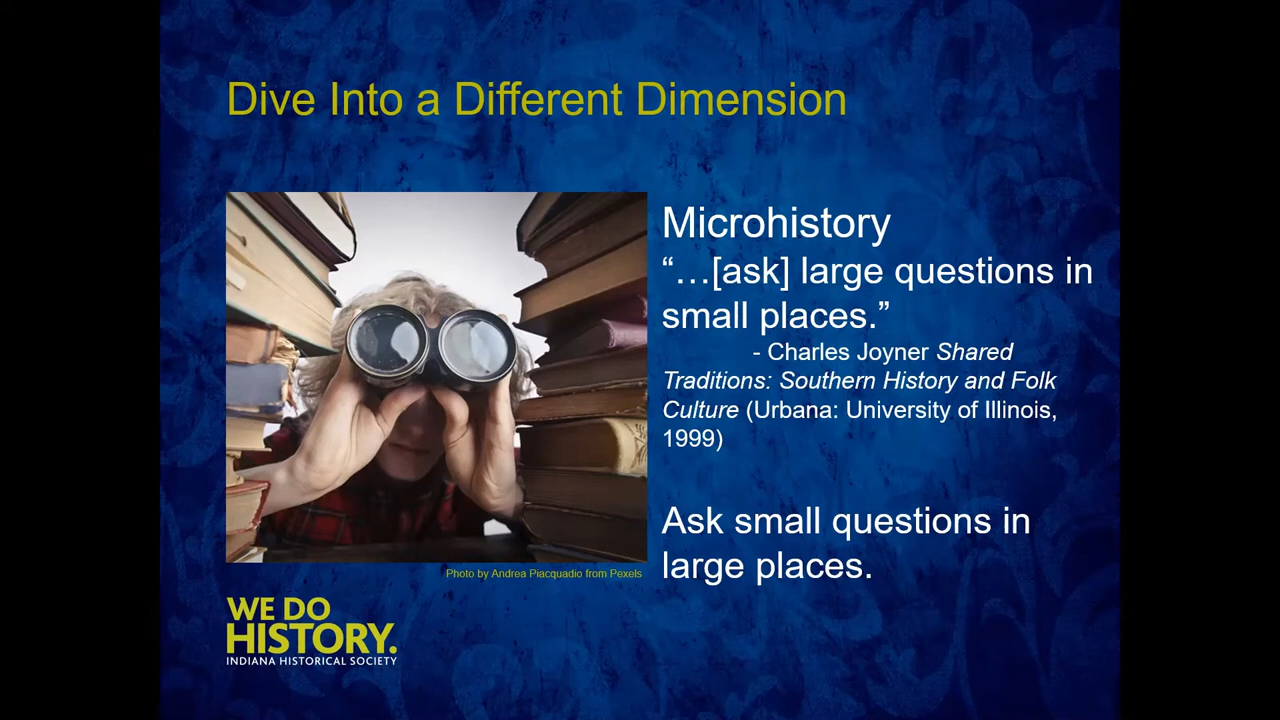 Dive Into a Different Dimension
Microhistory
“…[ask] large questions in
small places.”
- Charles Joyner Shared
Traditions: Southern History and Folk
Culture (Urbana: University of Illinois,
1999)
Ask small questions in
large places.
Photo by Andrea Piacquadio from Pexels
WE DO
HISTORY.
INDIANA HISTORICAL SOCIETY